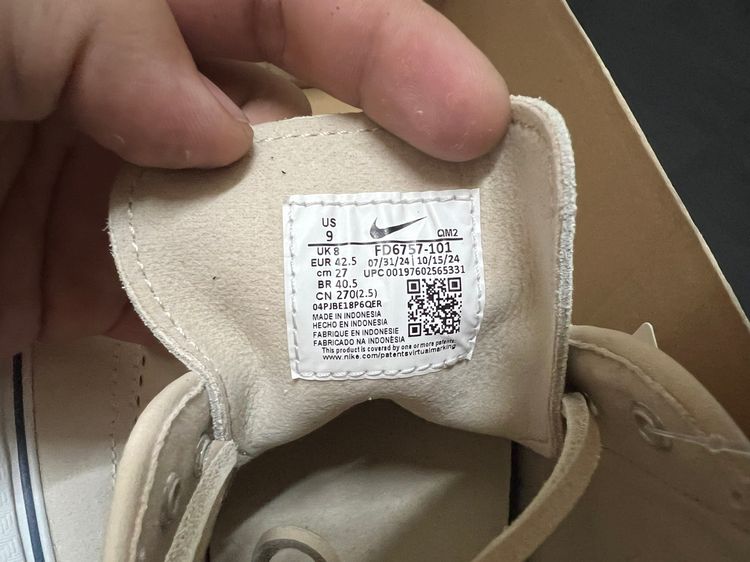 US
9
QM2
UK 8 FD6757-101
EUR 42.5 07/31/24 | 10/15/24
cm 27 UPC 00197602565331
BR 40.5
CN 270(2.5)
04PJBE18P6QER
MADE IN INDONESIA
HECHO EN INDONESIA
FABRIQUE EN INDONESIE
FABRICADO NA INDONÉSIA
This product is covered by one or more patents:
www.nike.com/patentsvirtualmarking